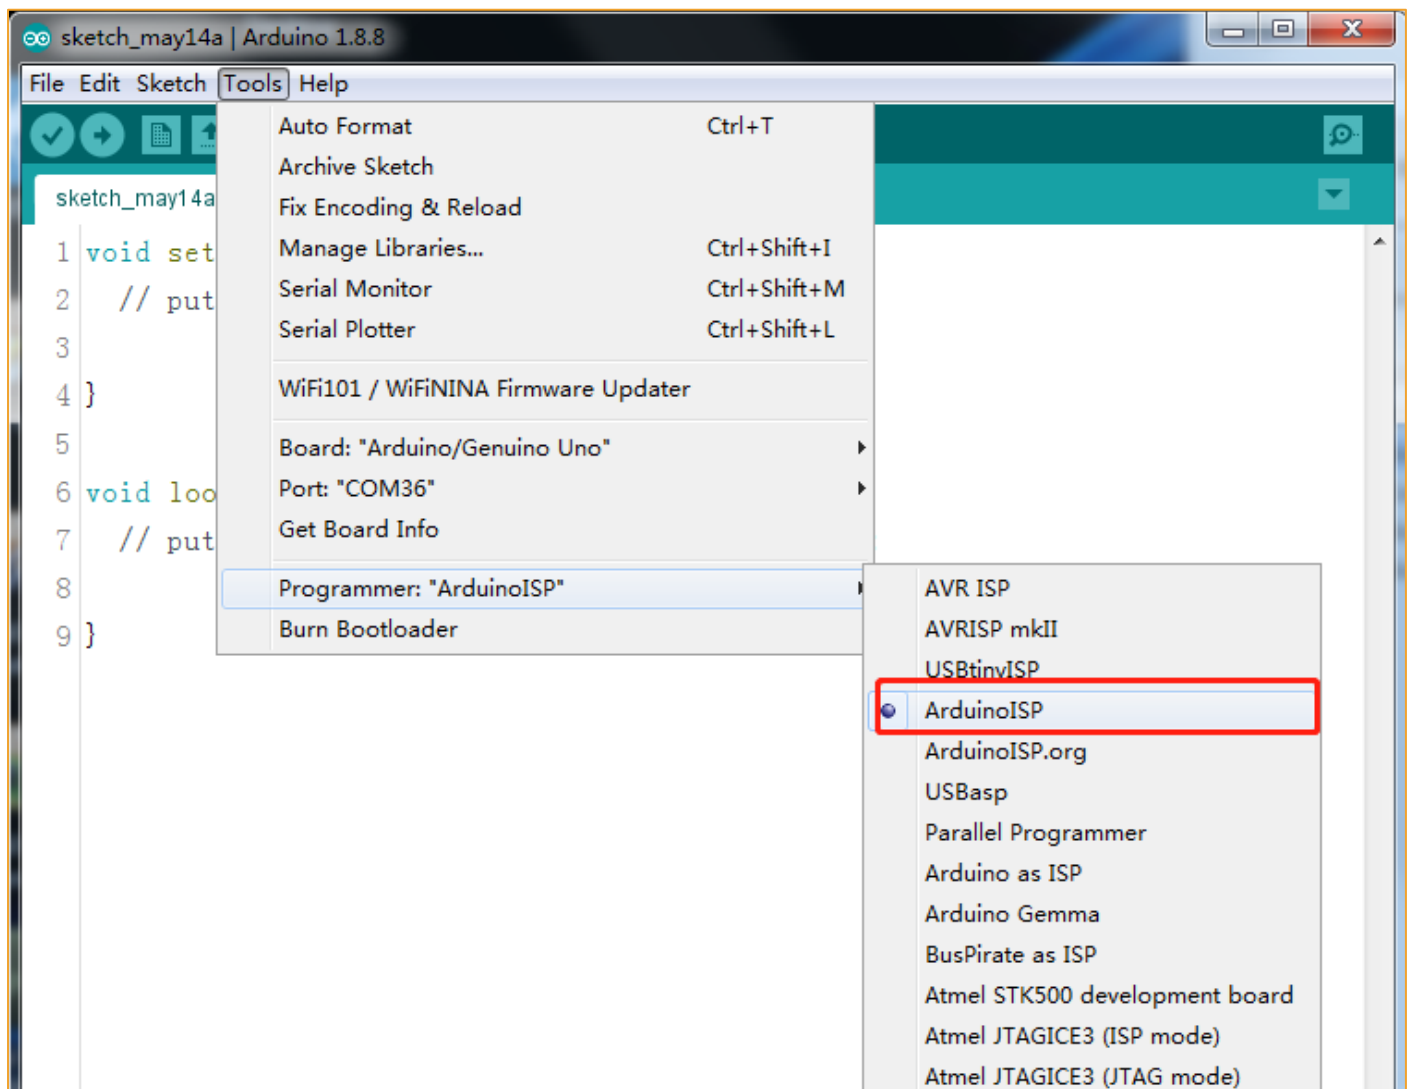 sketch_may14a | Arduino 1.8.8
File Edit Sketch Tools Help
Auto Format Ctrl+T
Archive Sketch
Fix Encoding & Reload
Manage Libraries... Ctrl+Shift+I
Serial Monitor Ctrl+Shift+M
Serial Plotter Ctrl+Shift+L
WiFi101 / WiFiNINA Firmware Updater
Board: "Arduino/Genuino Uno"
Port: "COM36"
Get Board Info
Programmer: "ArduinoISP"
Burn Bootloader
AVR ISP
AVRISP mkII
USBtinyISP
ArduinoISP
ArduinoISP.org
USBasp
Parallel Programmer
Arduino as ISP
Arduino Gemma
BusPirate as ISP
Atmel STK500 development board
Atmel JTAGICE3 (ISP mode)
Atmel JTAGICE3 (JTAG mode)
sketch_may14a
1 void set
2 // put
3
4 }
5
6 void loo
7 // put
8
9 }